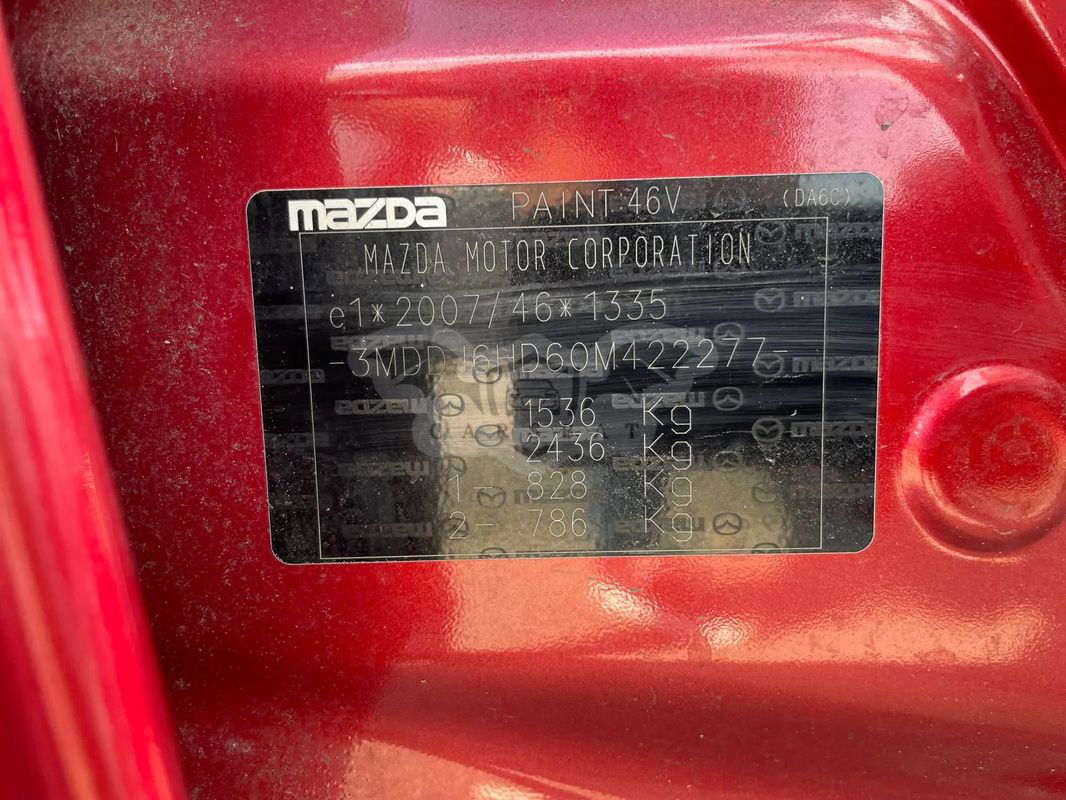 mazda PAINT:46V (DA6C)
MAZDA MOTOR CORPORATION
e1*2007/46*1335
-3MDDJ6HD60M422277-
1536 Kg
2436 Kg
1- 828 Kg
2- 786 Kg